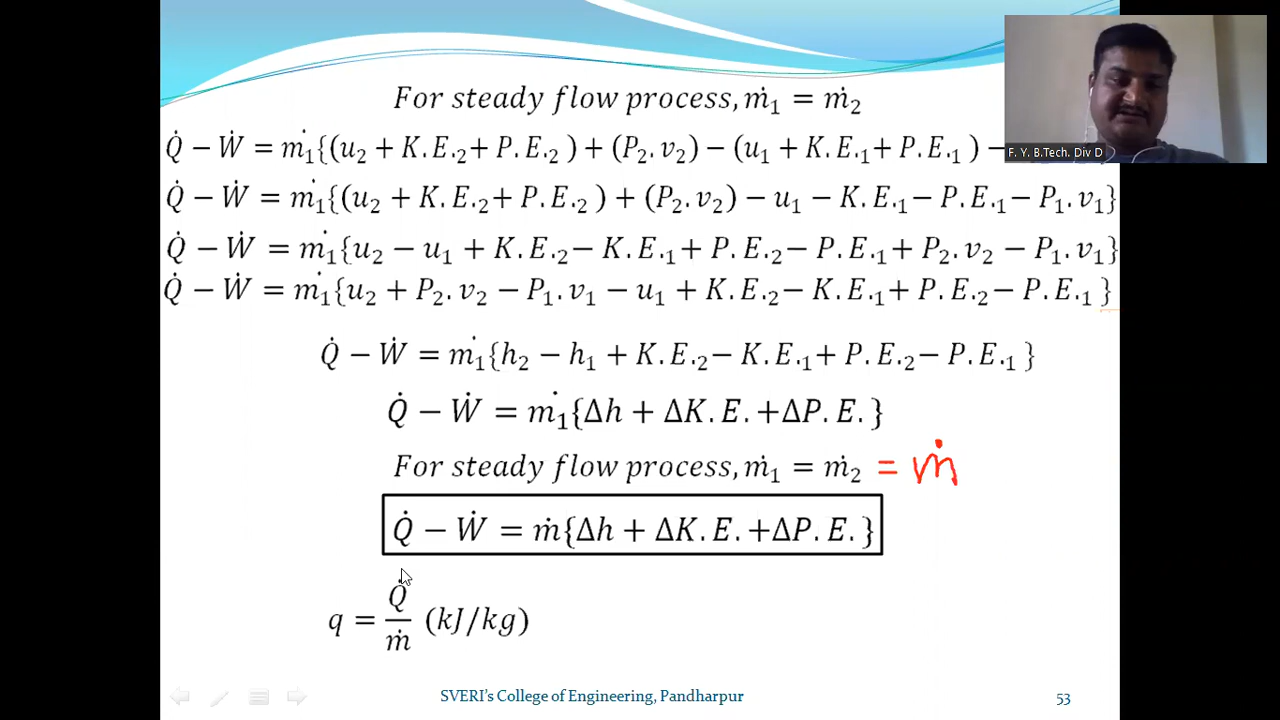 For steady flow process, ṁ₁ = ṁ₂
Q̇ − Ẇ = ṁ₁{(u₂ + K.E.₂+ P.E.₂ ) + (P₂.v₂) − (u₁ + K.E.₁+ P.E.₁ ) −
F. Y. B.Tech. Div D
Q̇ − Ẇ = ṁ₁{(u₂ + K.E.₂+ P.E.₂ ) + (P₂.v₂) − u₁ − K.E.₁− P.E.₁− P₁.v₁}
Q̇ − Ẇ = ṁ₁{u₂ − u₁ + K.E.₂− K.E.₁+ P.E.₂− P.E.₁+ P₂.v₂ − P₁.v₁}
Q̇ − Ẇ = ṁ₁{u₂ + P₂.v₂ − P₁.v₁ − u₁ + K.E.₂− K.E.₁+ P.E.₂− P.E.₁ }
Q̇ − Ẇ = ṁ₁{h₂ − h₁ + K.E.₂− K.E.₁+ P.E.₂− P.E.₁ }
Q̇ − Ẇ = ṁ₁{Δh + ΔK.E.+ΔP.E.}
For steady flow process, ṁ₁ = ṁ₂ = ṁ
Q̇ − Ẇ = ṁ{Δh + ΔK.E.+ΔP.E.}
q = Q̇/ṁ (kJ/kg)
SVERI's College of Engineering, Pandharpur 53